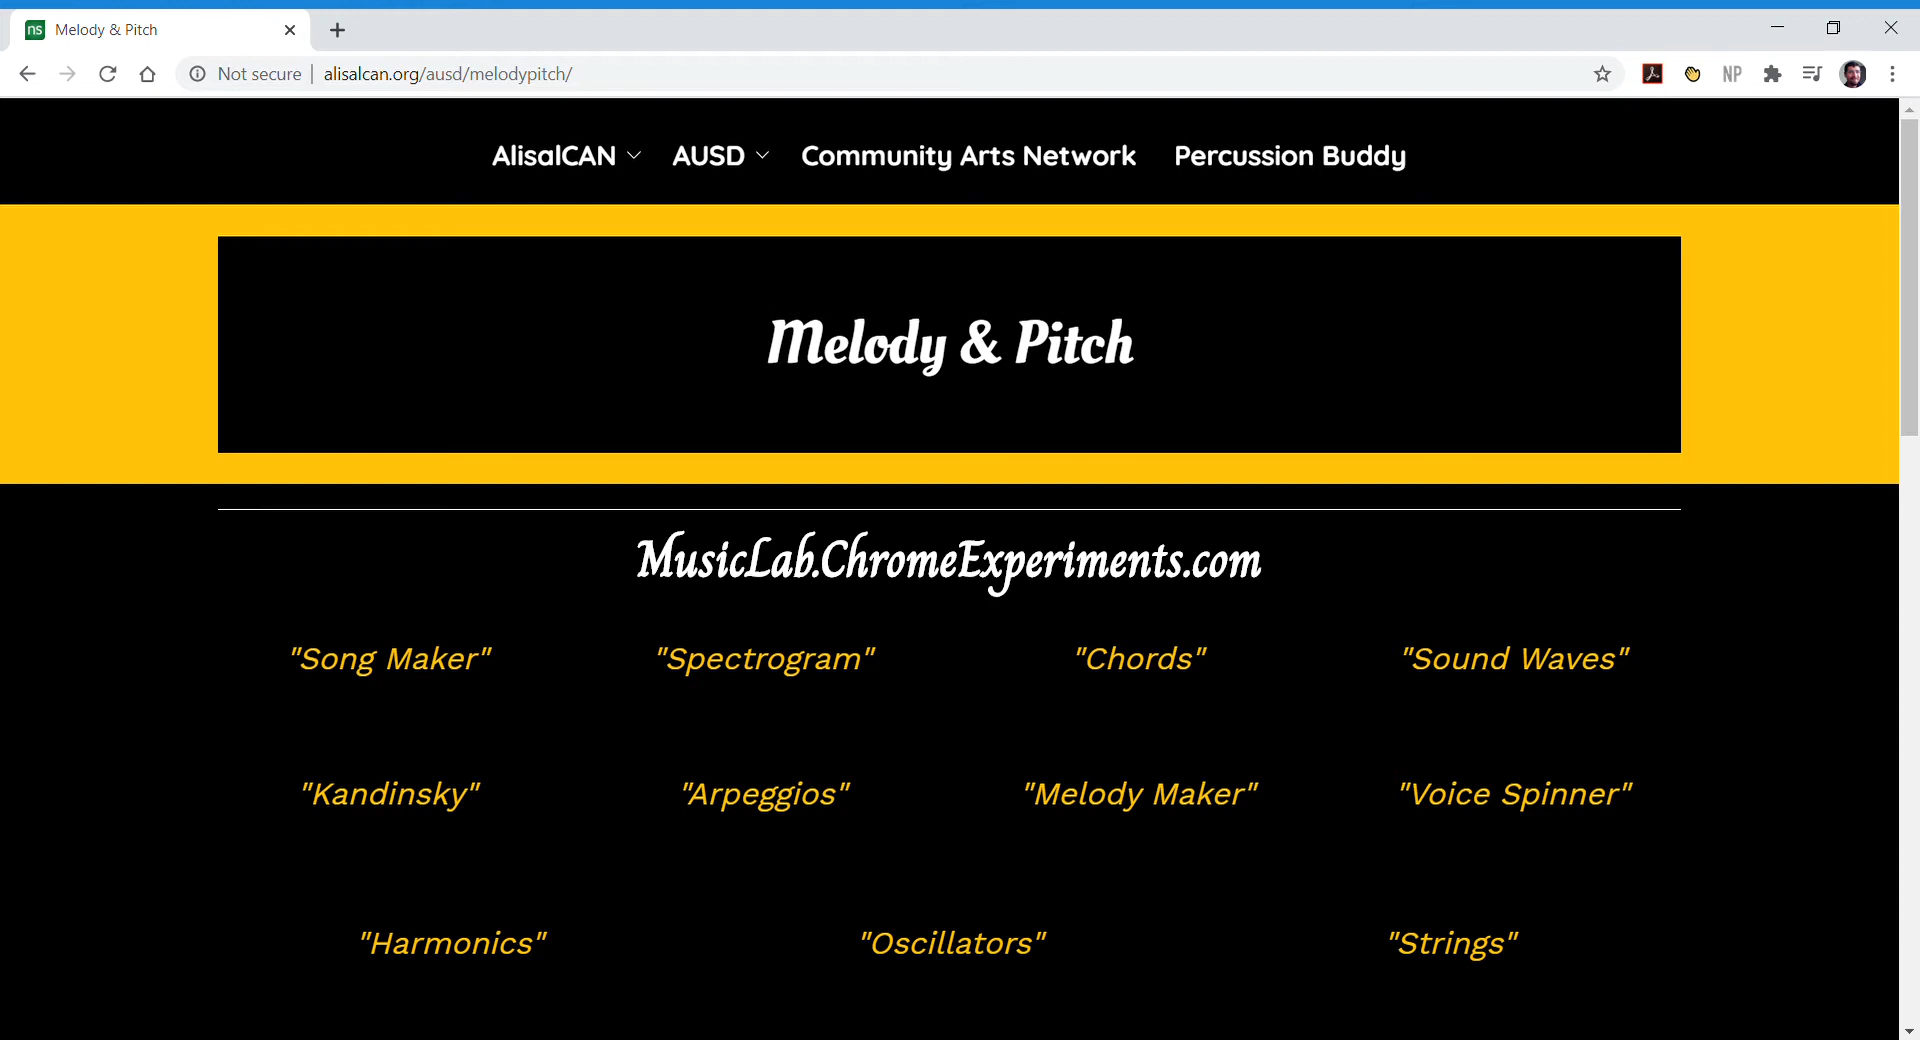 ns Melody & Pitch
Not secure | alisalcan.org/ausd/melodypitch/
NP
AlisalCAN AUSD Community Arts Network Percussion Buddy
Melody & Pitch
MusicLab.ChromeExperiments.com
"Song Maker" "Spectrogram" "Chords" "Sound Waves"
"Kandinsky" "Arpeggios" "Melody Maker" "Voice Spinner"
"Harmonics" "Oscillators" "Strings"